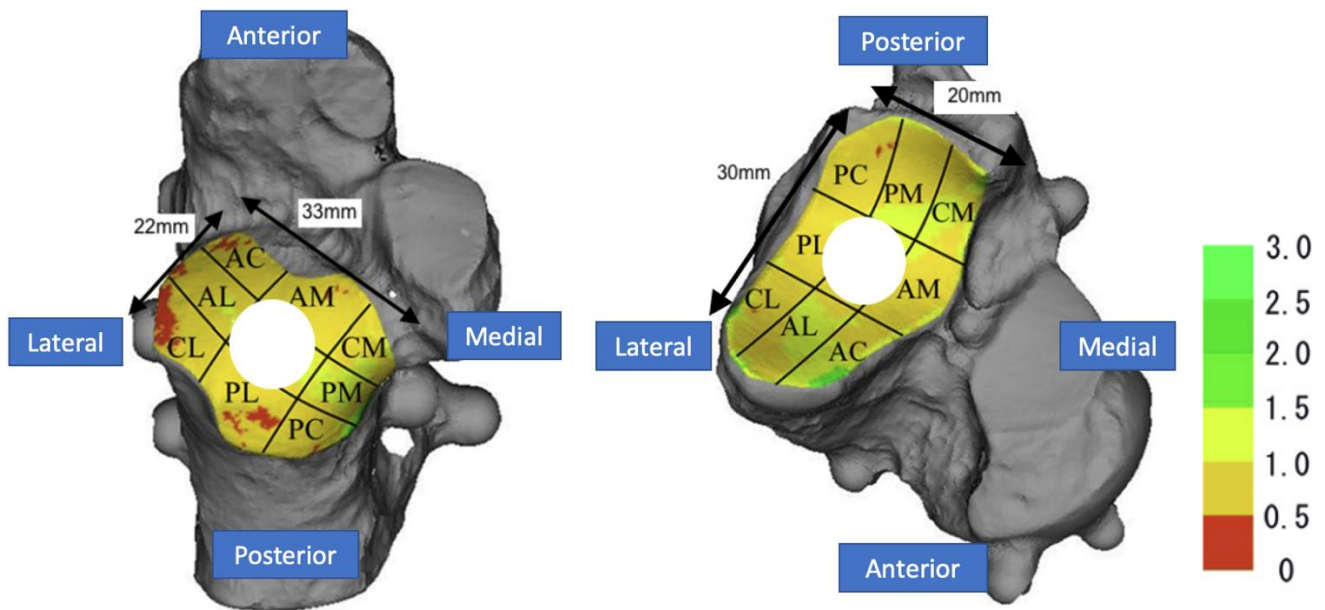 Anterior
22mm
33mm
AC
AL
AM
CL
CM
PL
PM
PC
Lateral
Medial
Posterior
Posterior
20mm
30mm
PC
PM
CM
PL
AM
CL
AL
AC
Lateral
Medial
Anterior
3.0
2.5
2.0
1.5
1.0
0.5
0